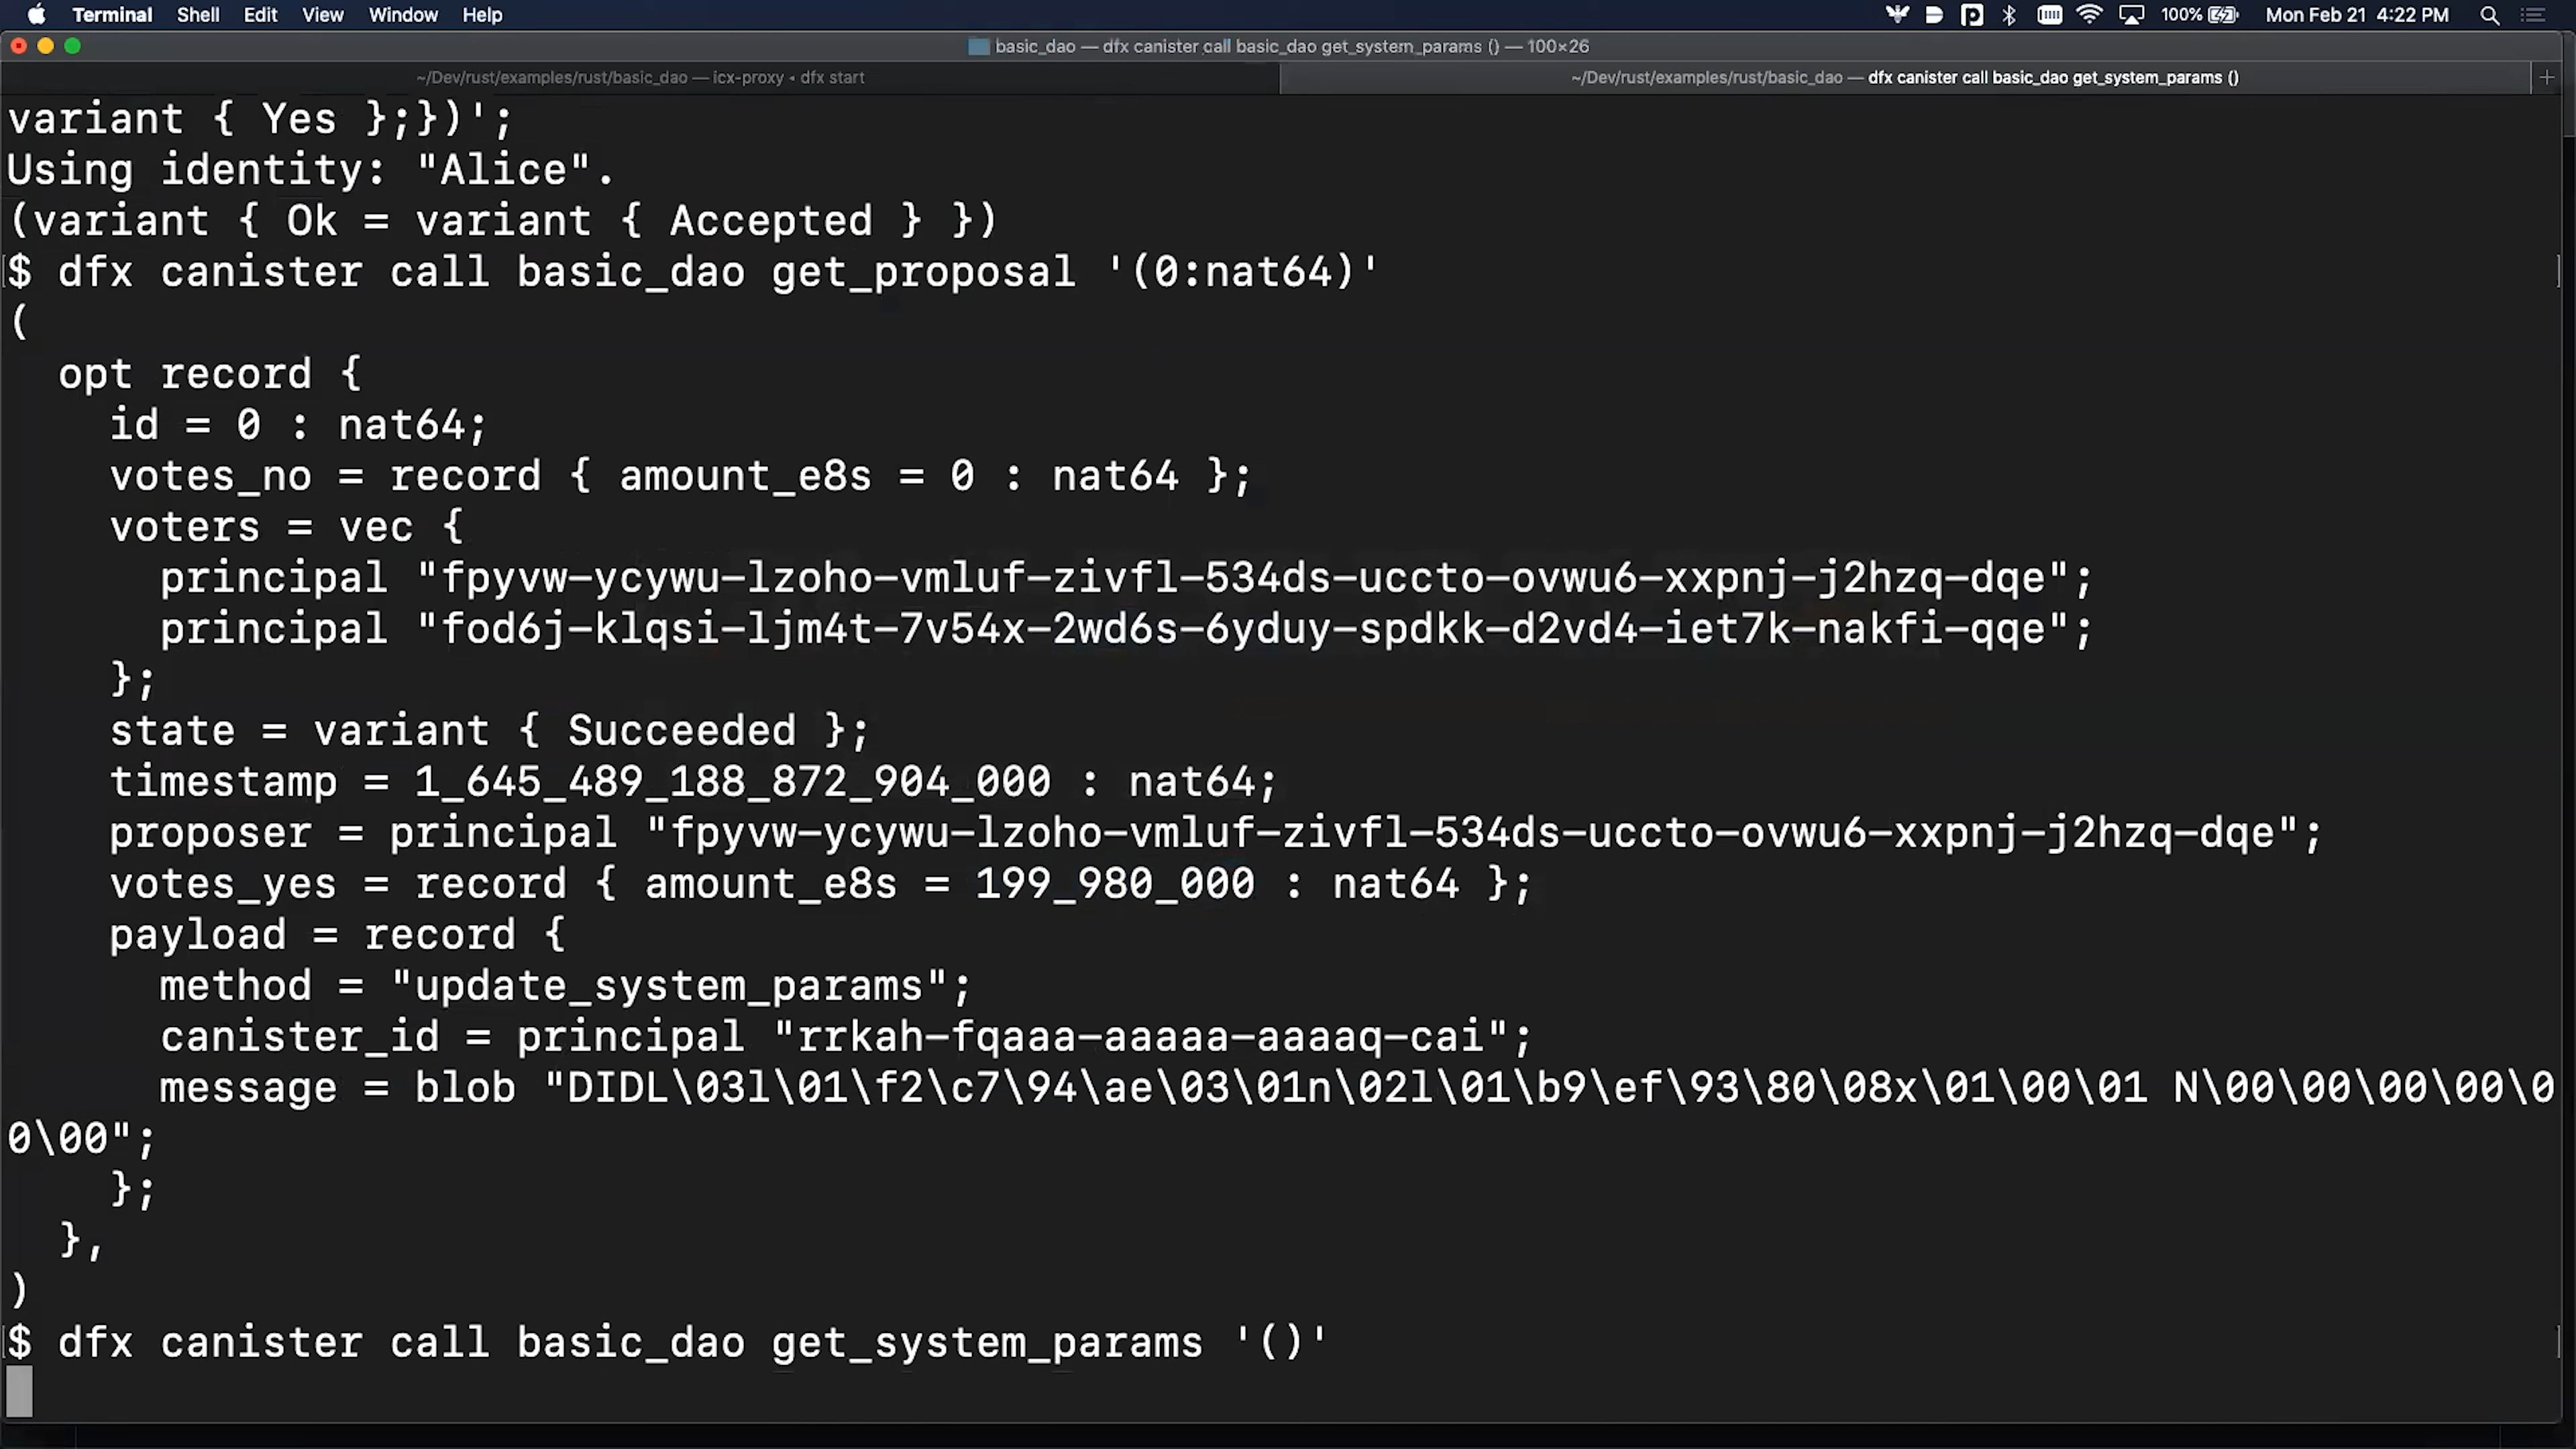 Terminal Shell Edit View Window Help 100% Mon Feb 21 4:22 PM
basic_dao — dfx canister call basic_dao get_system_params () — 100×26
~/Dev/rust/examples/rust/basic_dao — icx-proxy ◂ dfx start ~/Dev/rust/examples/rust/basic_dao — dfx canister call basic_dao get_system_params ()
variant { Yes };})';
Using identity: "Alice".
(variant { Ok = variant { Accepted } })
$ dfx canister call basic_dao get_proposal '(0:nat64)'
(
  opt record {
    id = 0 : nat64;
    votes_no = record { amount_e8s = 0 : nat64 };
    voters = vec {
      principal "fpyvw-ycywu-lzoho-vmluf-zivfl-534ds-uccto-ovwu6-xxpnj-j2hzq-dqe";
      principal "fod6j-klqsi-ljm4t-7v54x-2wd6s-6yduy-spdkk-d2vd4-iet7k-nakfi-qqe";
    };
    state = variant { Succeeded };
    timestamp = 1_645_489_188_872_904_000 : nat64;
    proposer = principal "fpyvw-ycywu-lzoho-vmluf-zivfl-534ds-uccto-ovwu6-xxpnj-j2hzq-dqe";
    votes_yes = record { amount_e8s = 199_980_000 : nat64 };
    payload = record {
      method = "update_system_params";
      canister_id = principal "rrkah-fqaaa-aaaaa-aaaaq-cai";
      message = blob "DIDL\03l\01\f2\c7\94\ae\03\01n\02l\01\b9\ef\93\80\08x\01\00\01 N\00\00\00\00\0
0\00";
    };
  },
)
$ dfx canister call basic_dao get_system_params '()'